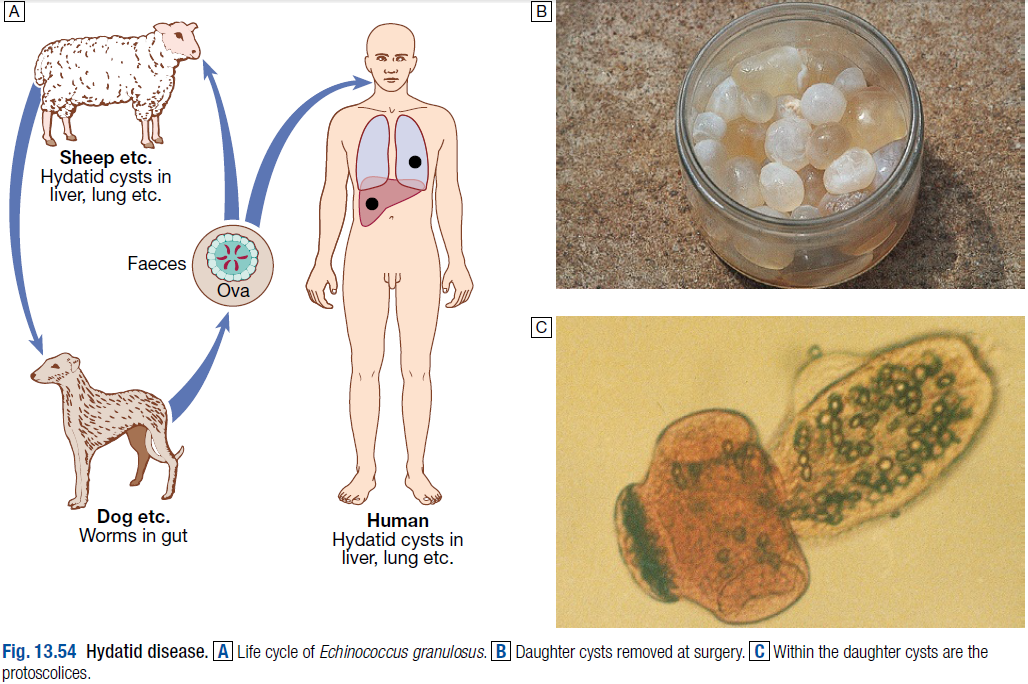 A
Sheep etc.
Hydatid cysts in
liver, lung etc.
Faeces
Ova
Dog etc.
Worms in gut
Human
Hydatid cysts in
liver, lung etc.
B
C
Fig. 13.54 Hydatid disease. A Life cycle of Echinococcus granulosus. B Daughter cysts removed at surgery. C Within the daughter cysts are the
protoscolices.